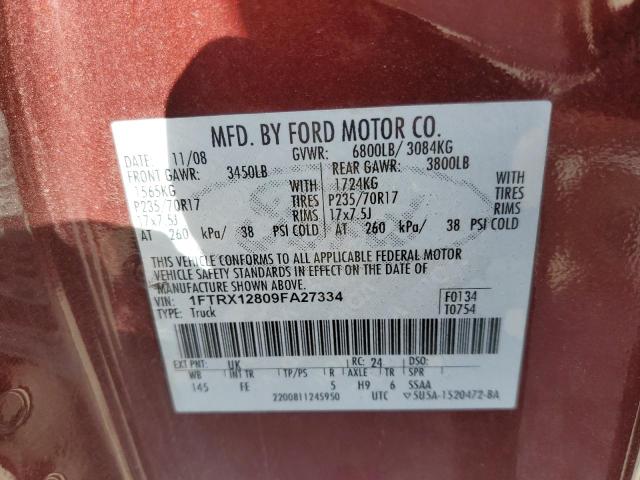 MFD. BY FORD MOTOR CO.
DATE: 11/08 GVWR: 6800LB/ 3084KG
FRONT GAWR: 3450LB REAR GAWR: 3800LB
1565KG WITH 1724KG WITH
P235/70R17 TIRES P235/70R17 TIRES
17x7.5J RIMS 17x7.5J RIMS
AT 260 kPa/ 38 PSI COLD AT 260 kPa/ 38 PSI COLD
THIS VEHICLE CONFORMS TO ALL APPLICABLE FEDERAL MOTOR
VEHICLE SAFETY STANDARDS IN EFFECT ON THE DATE OF
MANUFACTURE SHOWN ABOVE.
VIN: 1FTRX12809FA27334 F0134
TYPE: Truck T0754
EXT PNT: UK RC: 24 DSO:
WB INT TR TP/PS R AXLE TR SPR
145 FE 5 H9 6 SSAA
2200811245950 UTC 5U5A-1520472-BA